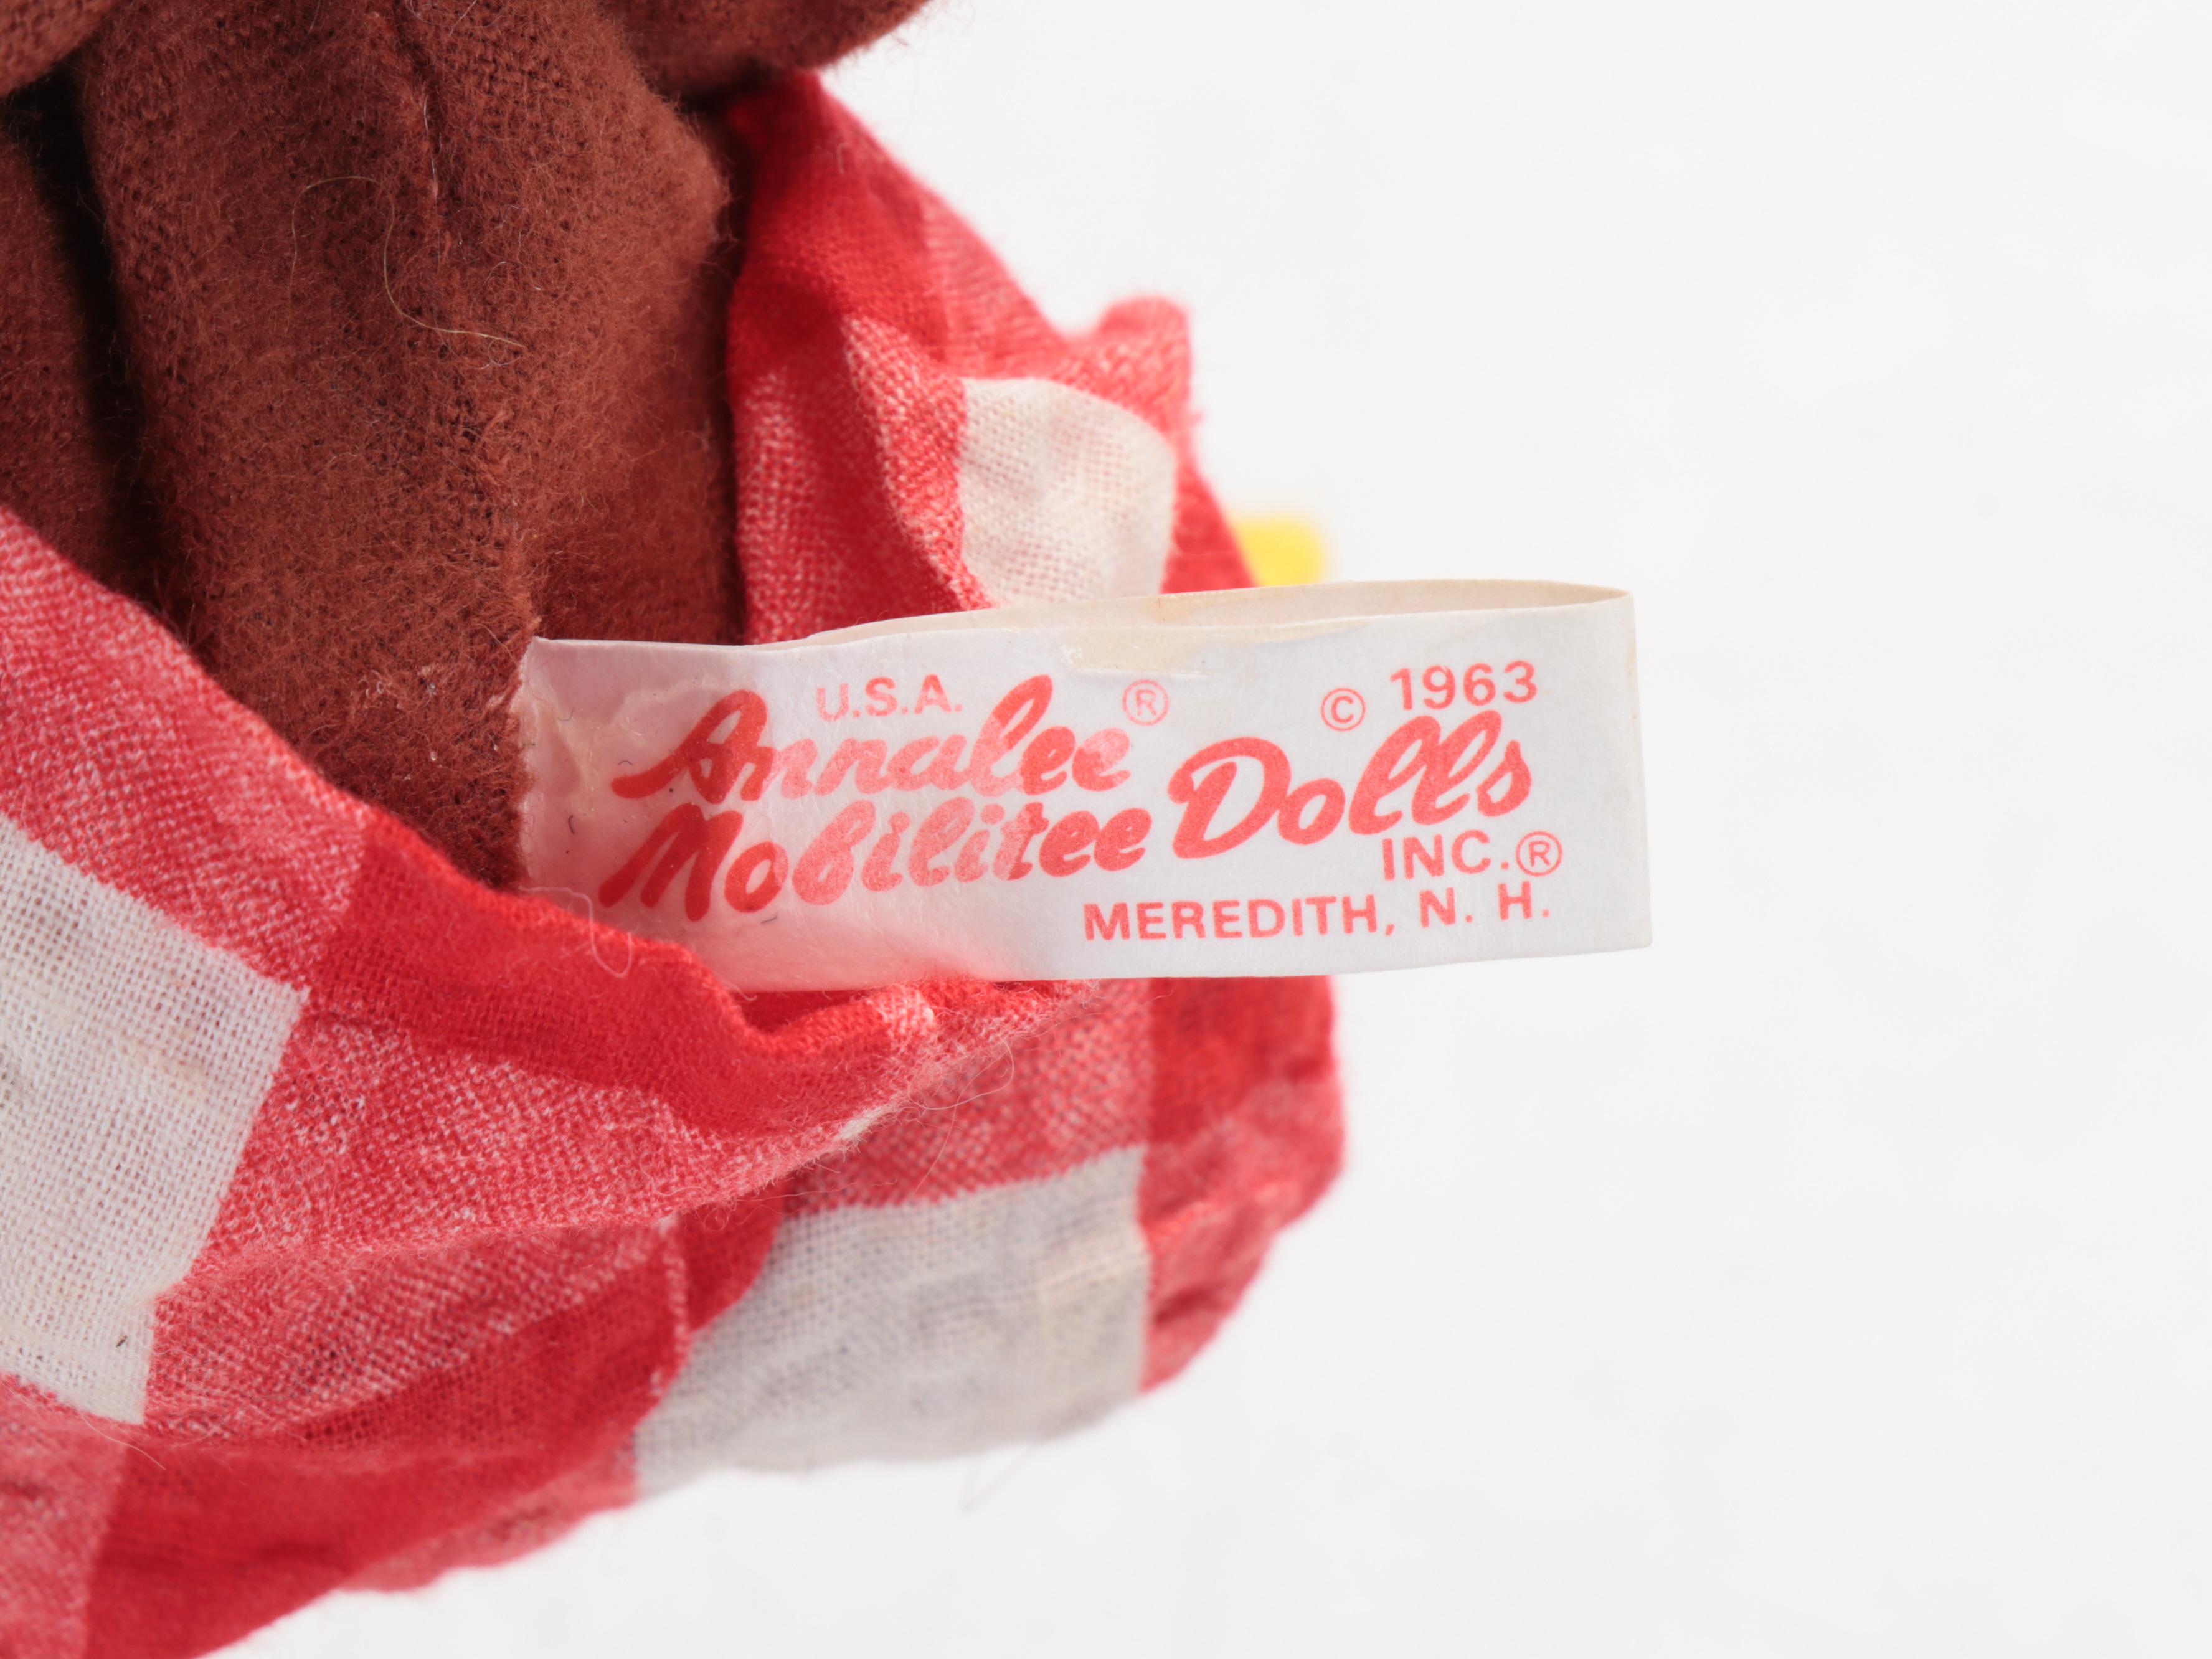 U.S.A.
Annalee ® © 1963
Mobilitee Dolls
INC.®
MEREDITH, N. H.